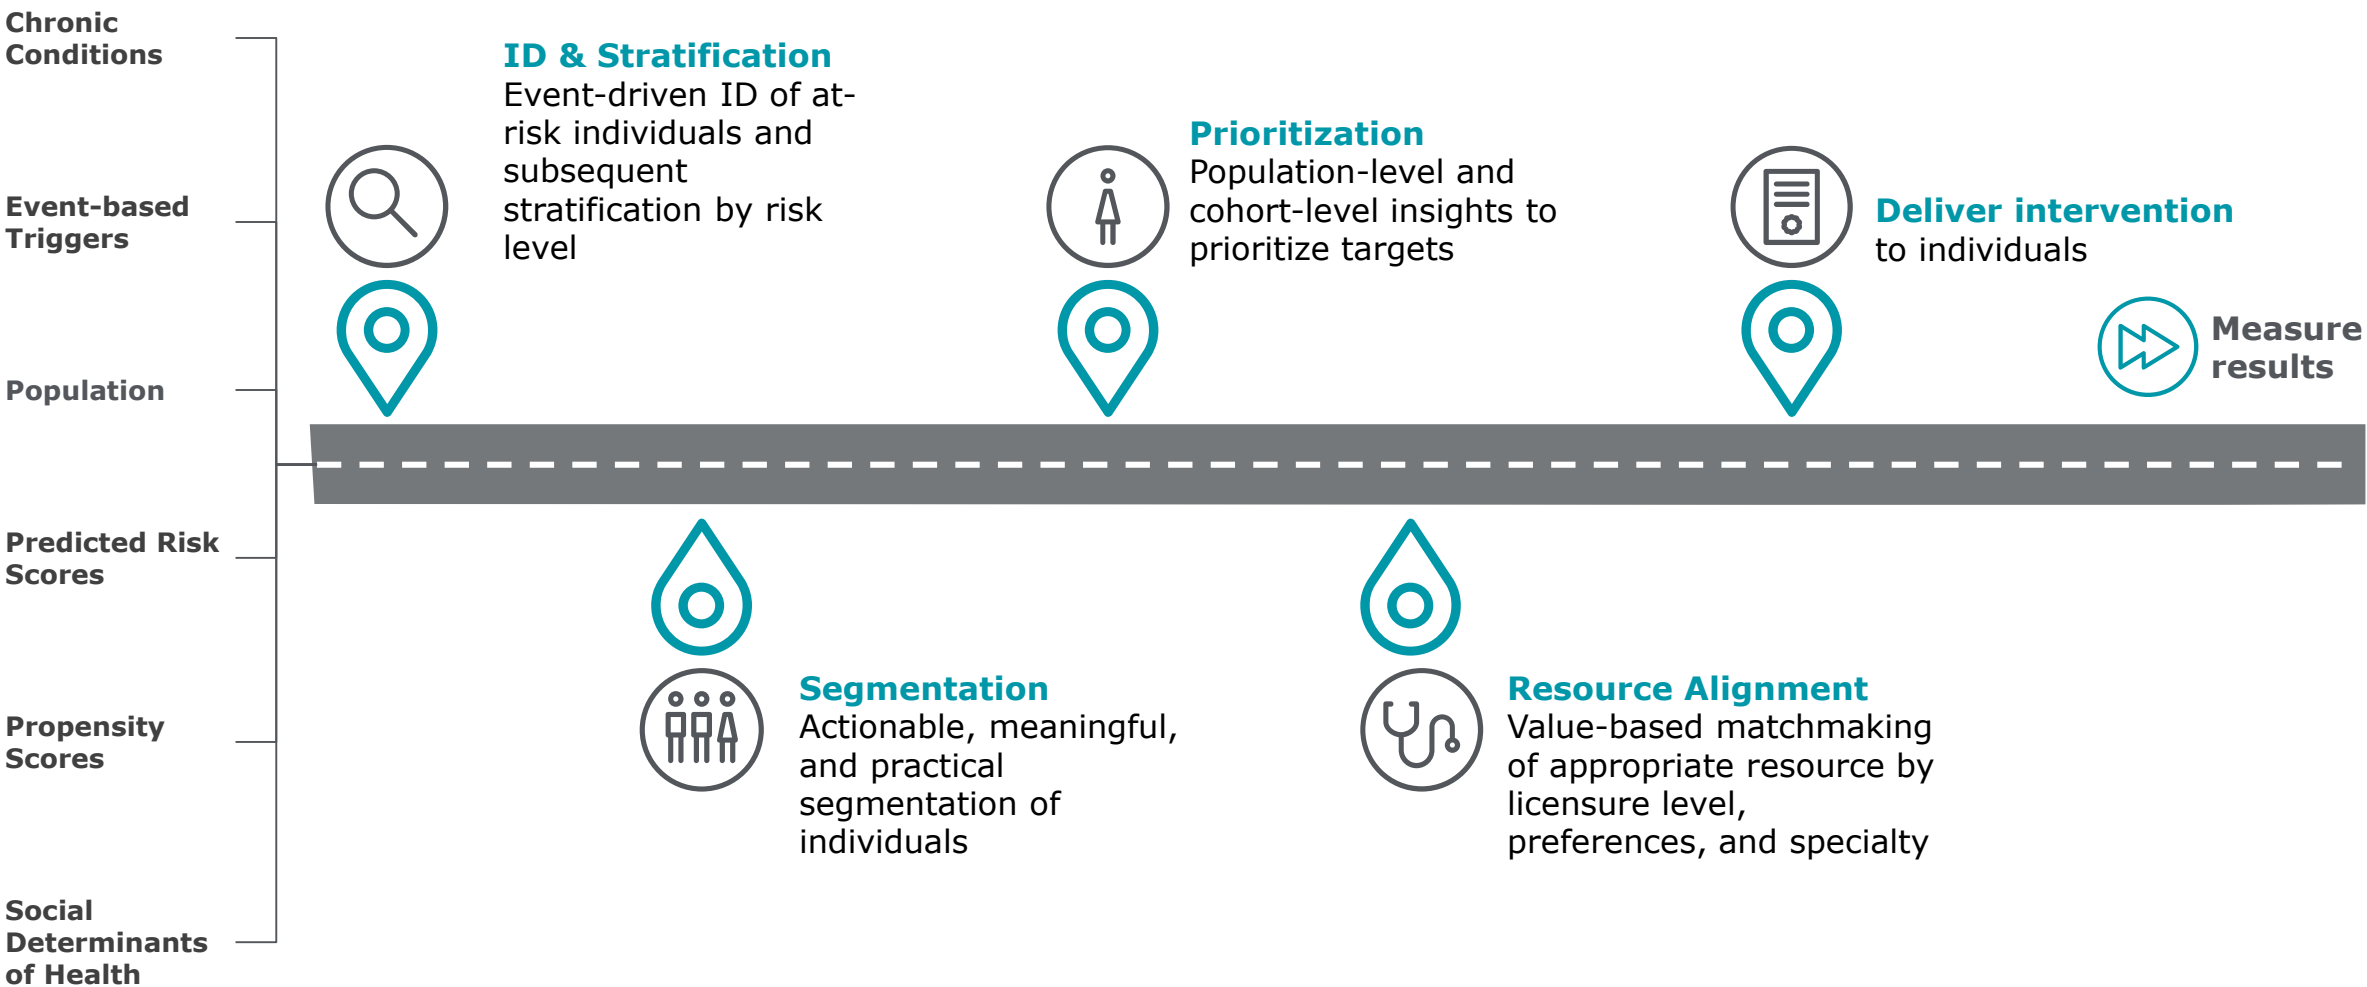 Chronic
Conditions
Event-based
Triggers
Population
Predicted Risk
Scores
Propensity
Scores
Social
Determinants
of Health
ID & Stratification
Event-driven ID of at-
risk individuals and
subsequent
stratification by risk
level
Segmentation
Actionable, meaningful,
and practical
segmentation of
individuals
Prioritization
Population-level and
cohort-level insights to
prioritize targets
Resource Alignment
Value-based matchmaking
of appropriate resource by
licensure level,
preferences, and specialty
Deliver intervention
to individuals
Measure
results